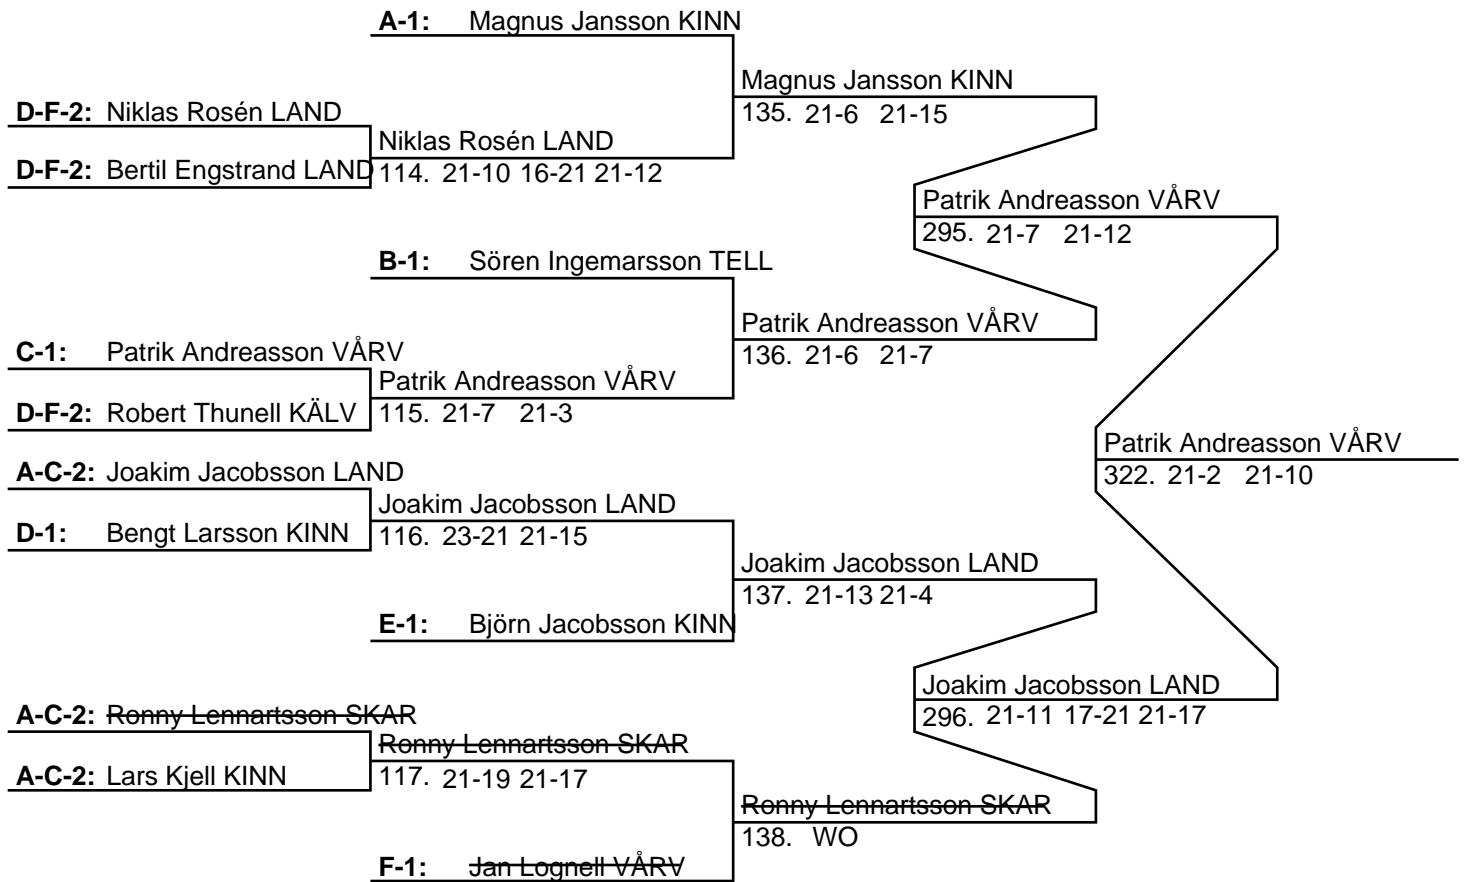 A-1: Magnus Jansson KINN
Magnus Jansson KINN
135. 21-6 21-15
D-F-2: Niklas Rosén LAND
Niklas Rosén LAND
D-F-2: Bertil Engstrand LAND
114. 21-10 16-21 21-12
Patrik Andreasson VÅRV
295. 21-7 21-12
B-1: Sören Ingemarsson TELL
Patrik Andreasson VÅRV
136. 21-6 21-7
C-1: Patrik Andreasson VÅRV
Patrik Andreasson VÅRV
D-F-2: Robert Thunell KÄLV
115. 21-7 21-3
Patrik Andreasson VÅRV
322. 21-2 21-10
A-C-2: Joakim Jacobsson LAND
Joakim Jacobsson LAND
D-1: Bengt Larsson KINN
116. 23-21 21-15
Joakim Jacobsson LAND
137. 21-13 21-4
E-1: Björn Jacobsson KINN
Joakim Jacobsson LAND
296. 21-11 17-21 21-17
A-C-2: Ronny Lennartsson SKAR
Ronny Lennartsson SKAR
A-C-2: Lars Kjell KINN
117. 21-19 21-17
Ronny Lennartsson SKAR
138. WO
F-1: Jan Lognell VÅRV